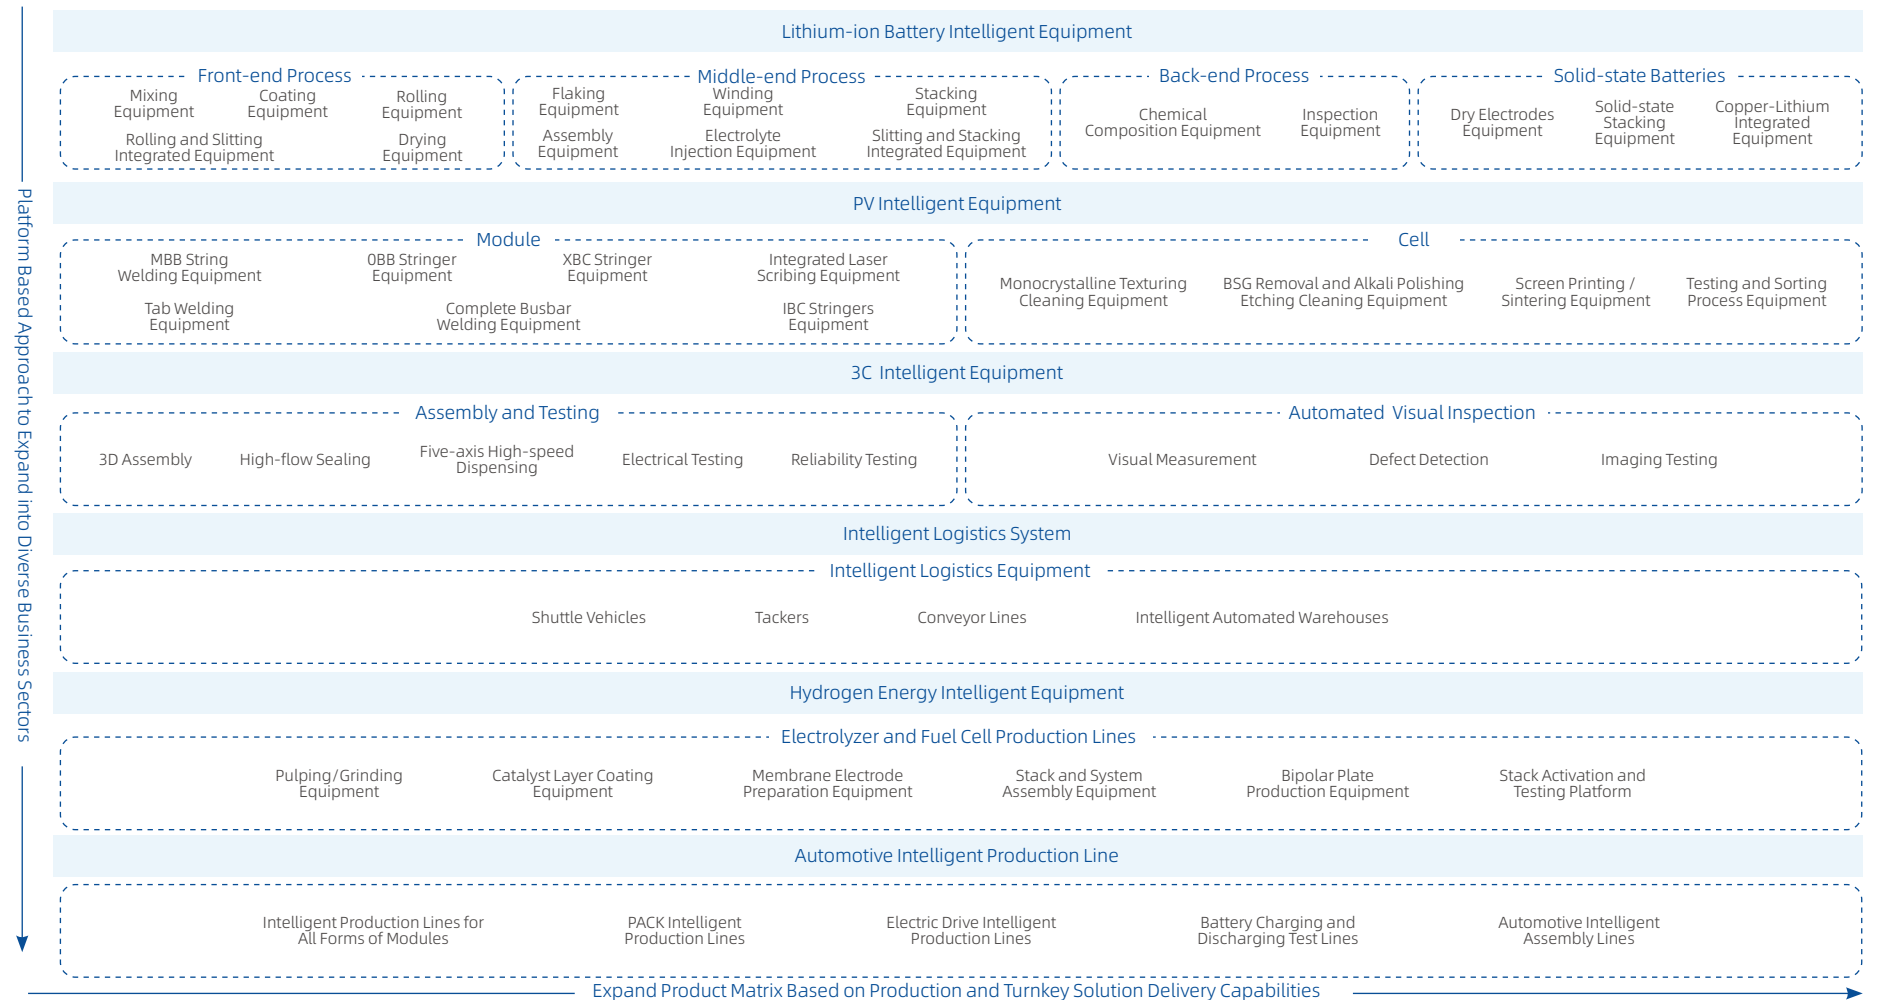 Platform Based Approach to Expand into Diverse Business Sectors
Lithium-ion Battery Intelligent Equipment
Front-end Process
Mixing
Equipment
Coating
Equipment
Rolling
Equipment
Rolling and Slitting
Integrated Equipment
Drying
Equipment
Middle-end Process
Flaking
Equipment
Winding
Equipment
Stacking
Equipment
Assembly
Equipment
Electrolyte
Injection Equipment
Slitting and Stacking
Integrated Equipment
Back-end Process
Chemical
Composition Equipment
Inspection
Equipment
Solid-state Batteries
Dry Electrodes
Equipment
Solid-state
Stacking
Equipment
Copper-Lithium
Integrated
Equipment
PV Intelligent Equipment
Module
MBB String
Welding Equipment
0BB Stringer
Equipment
XBC Stringer
Equipment
Integrated Laser
Scribing Equipment
Tab Welding
Equipment
Complete Busbar
Welding Equipment
IBC Stringers
Equipment
Cell
Monocrystalline Texturing
Cleaning Equipment
BSG Removal and Alkali Polishing
Etching Cleaning Equipment
Screen Printing /
Sintering Equipment
Testing and Sorting
Process Equipment
3C Intelligent Equipment
Assembly and Testing
3D Assembly
High-flow Sealing
Five-axis High-speed
Dispensing
Electrical Testing
Reliability Testing
Automated Visual Inspection
Visual Measurement
Defect Detection
Imaging Testing
Intelligent Logistics System
Intelligent Logistics Equipment
Shuttle Vehicles
Tackers
Conveyor Lines
Intelligent Automated Warehouses
Hydrogen Energy Intelligent Equipment
Electrolyzer and Fuel Cell Production Lines
Pulping/Grinding
Equipment
Catalyst Layer Coating
Equipment
Membrane Electrode
Preparation Equipment
Stack and System
Assembly Equipment
Bipolar Plate
Production Equipment
Stack Activation and
Testing Platform
Automotive Intelligent Production Line
Intelligent Production Lines for
All Forms of Modules
PACK Intelligent
Production Lines
Electric Drive Intelligent
Production Lines
Battery Charging and
Discharging Test Lines
Automotive Intelligent
Assembly Lines
Expand Product Matrix Based on Production and Turnkey Solution Delivery Capabilities